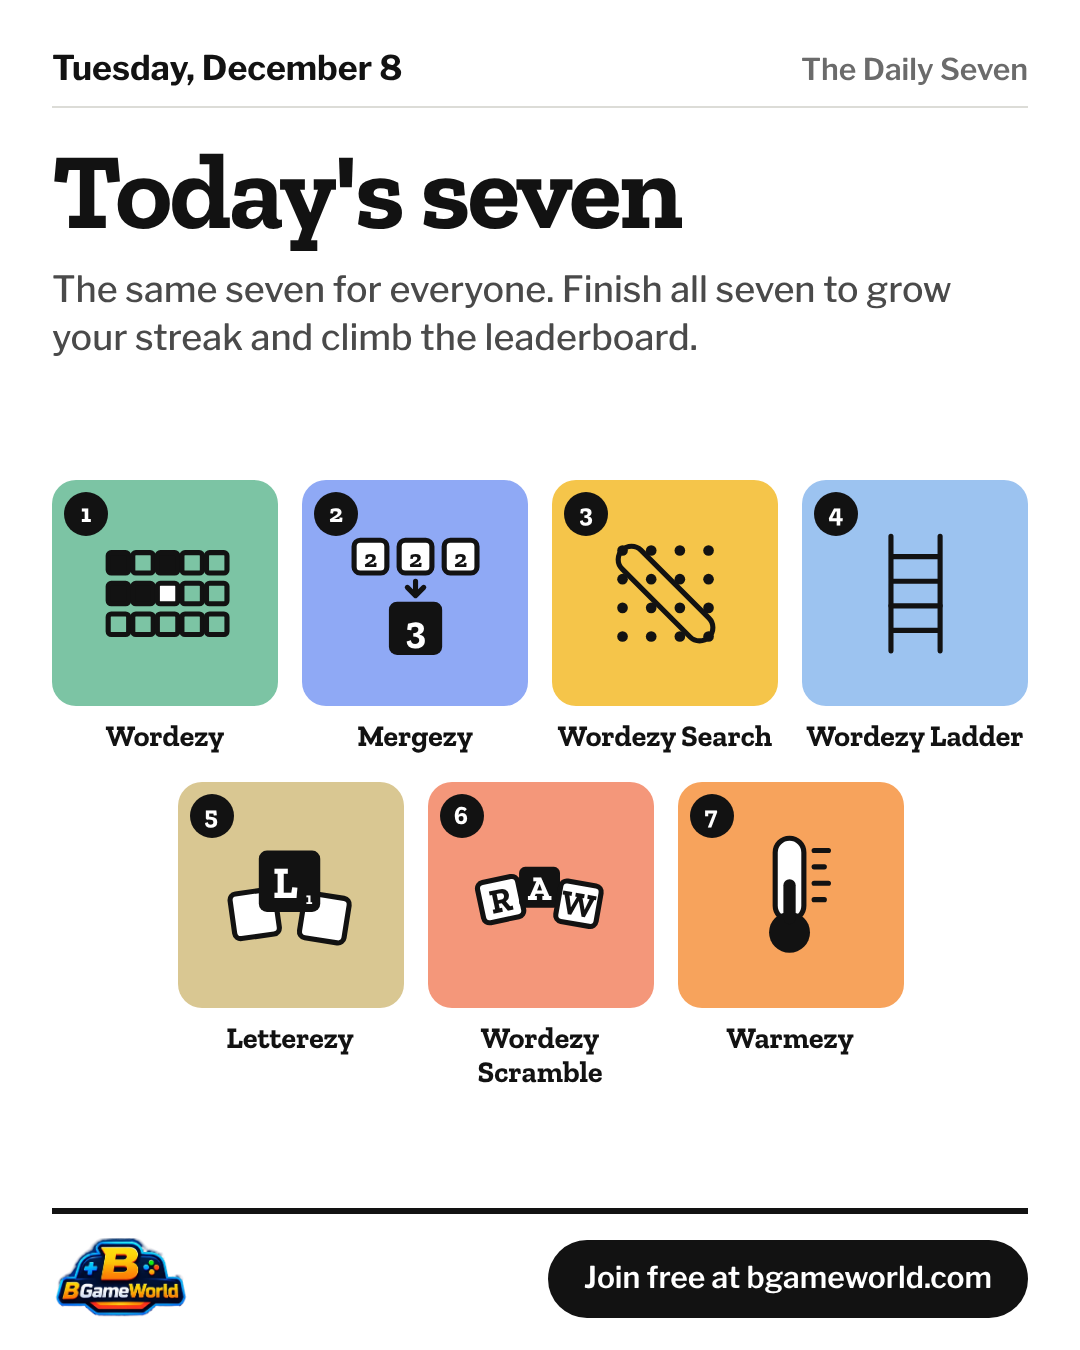 Tuesday, December 8
The Daily Seven
Today's seven
The same seven for everyone. Finish all seven to grow
your streak and climb the leaderboard.
1
2
3
4
2 2 2
3
Wordezy
Mergezy
Wordezy Search
Wordezy Ladder
5
6
7
L
1
R A W
Letterezy
Wordezy
Scramble
Warmezy
B
BGameWorld
Join free at bgameworld.com